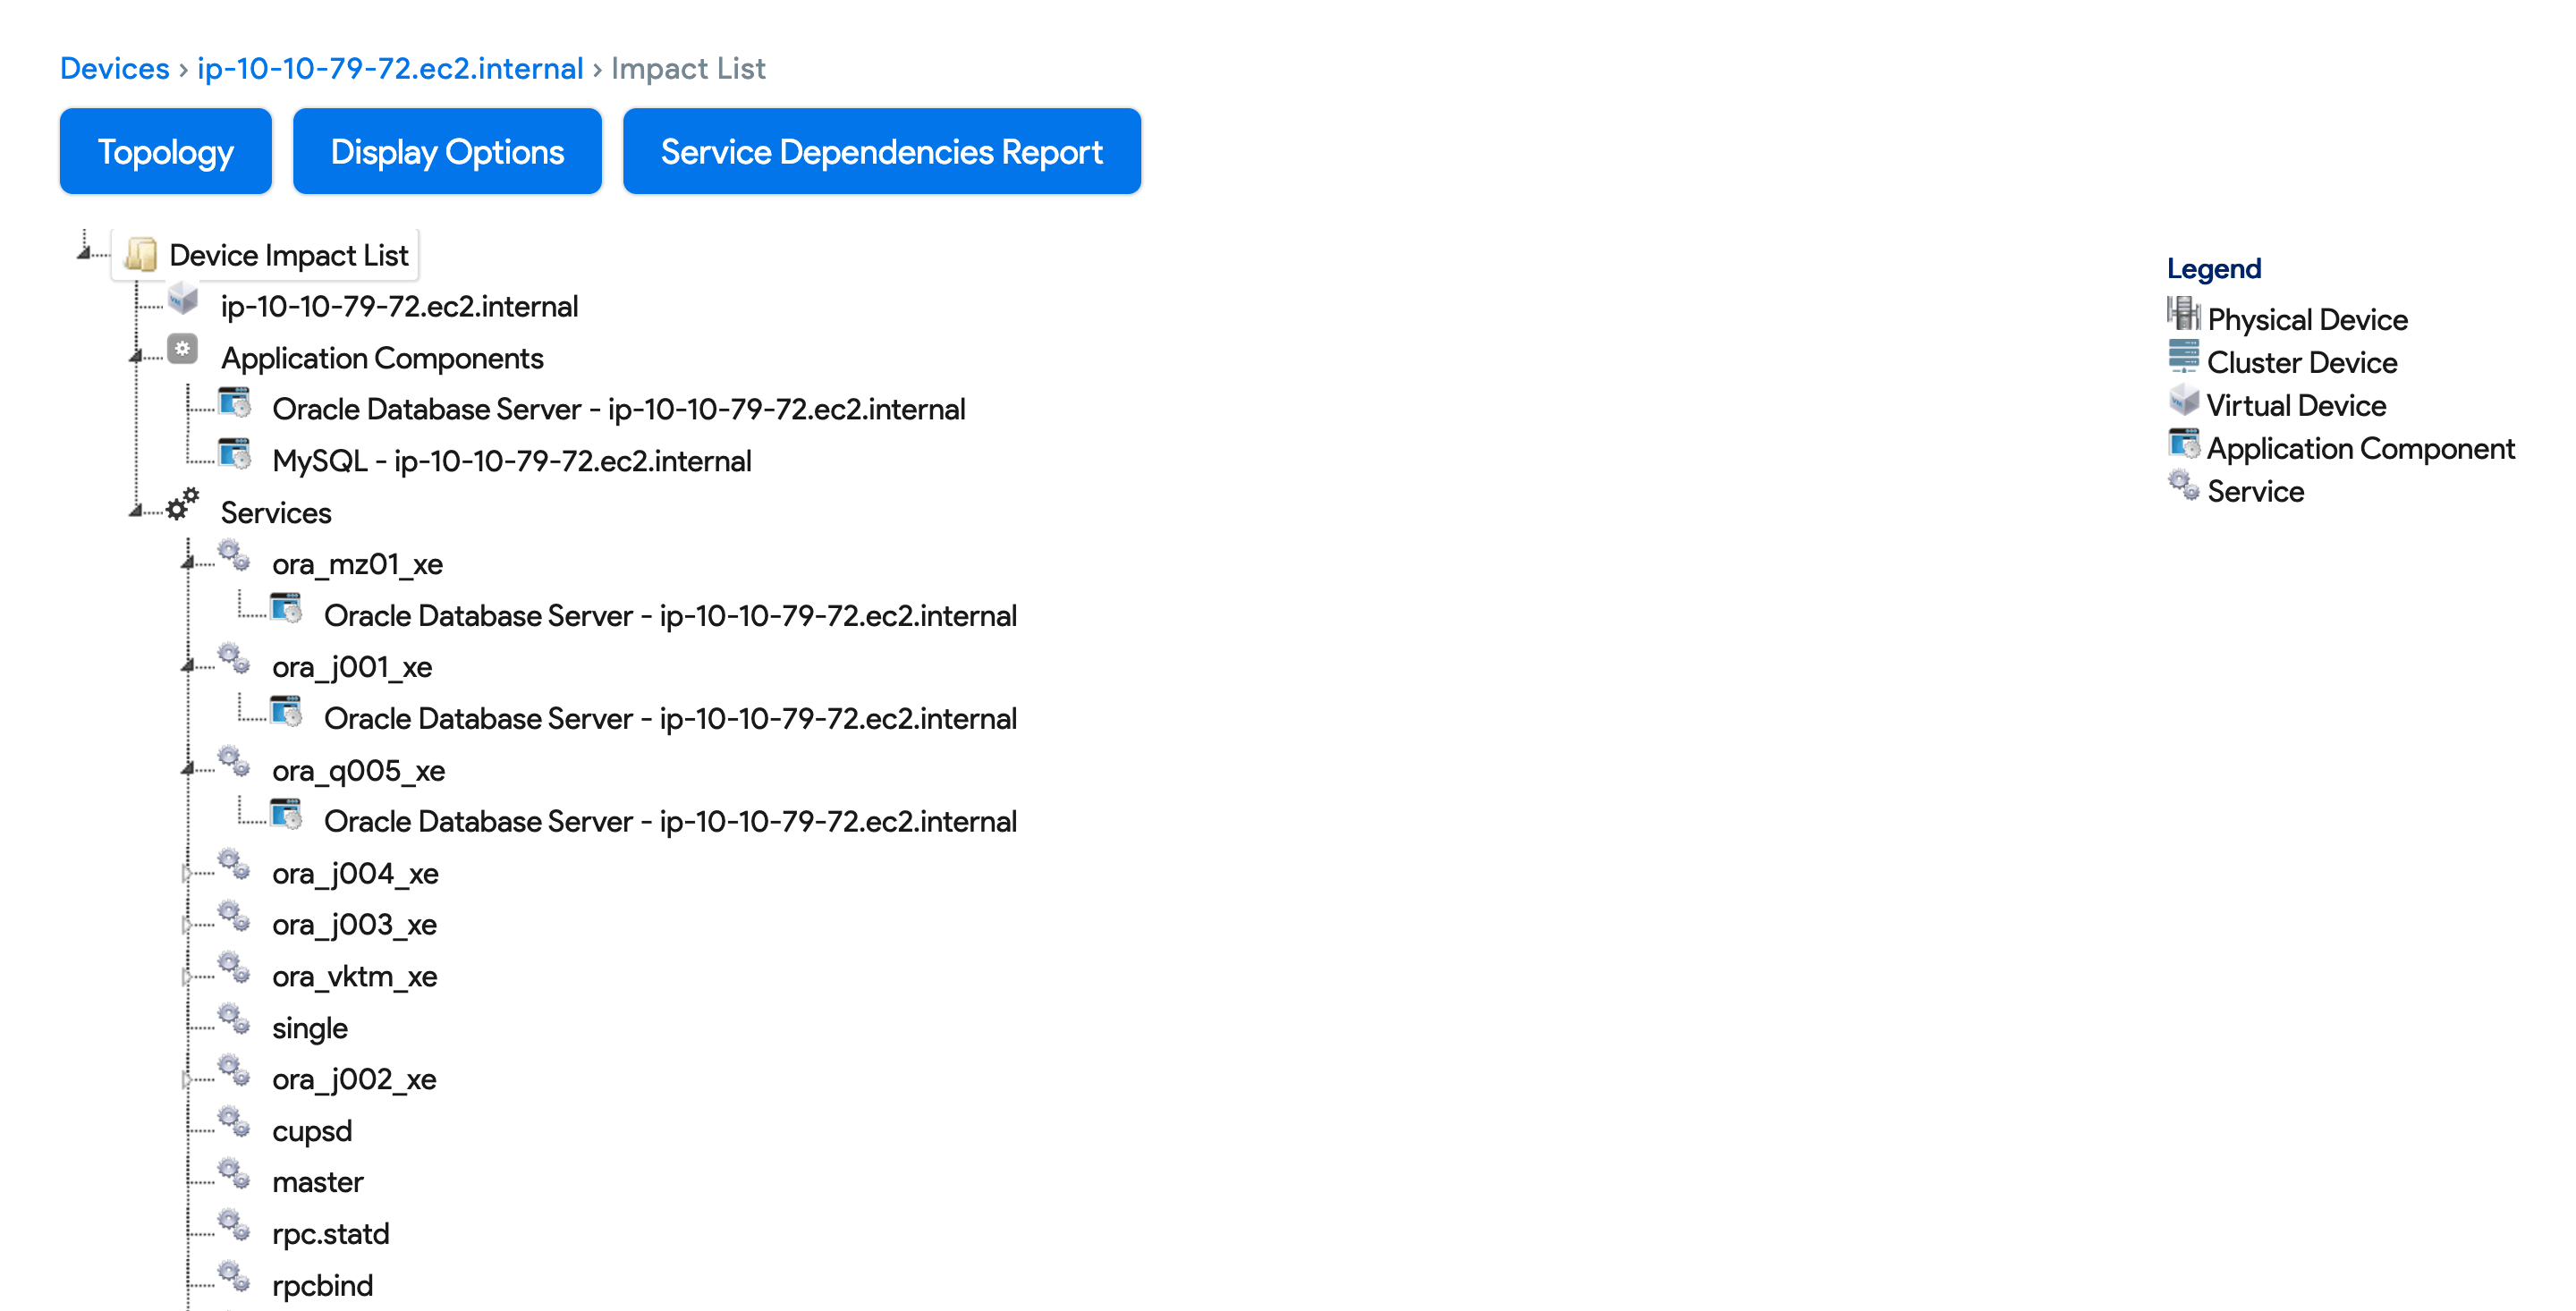 Devices › ip-10-10-79-72.ec2.internal › Impact List
Topology Display Options Service Dependencies Report
Device Impact List
ip-10-10-79-72.ec2.internal
Application Components
Oracle Database Server - ip-10-10-79-72.ec2.internal
MySQL - ip-10-10-79-72.ec2.internal
Services
ora_mz01_xe
Oracle Database Server - ip-10-10-79-72.ec2.internal
ora_j001_xe
Oracle Database Server - ip-10-10-79-72.ec2.internal
ora_q005_xe
Oracle Database Server - ip-10-10-79-72.ec2.internal
ora_j004_xe
ora_j003_xe
ora_vktm_xe
single
ora_j002_xe
cupsd
master
rpc.statd
rpcbind
Legend
Physical Device
Cluster Device
Virtual Device
Application Component
Service